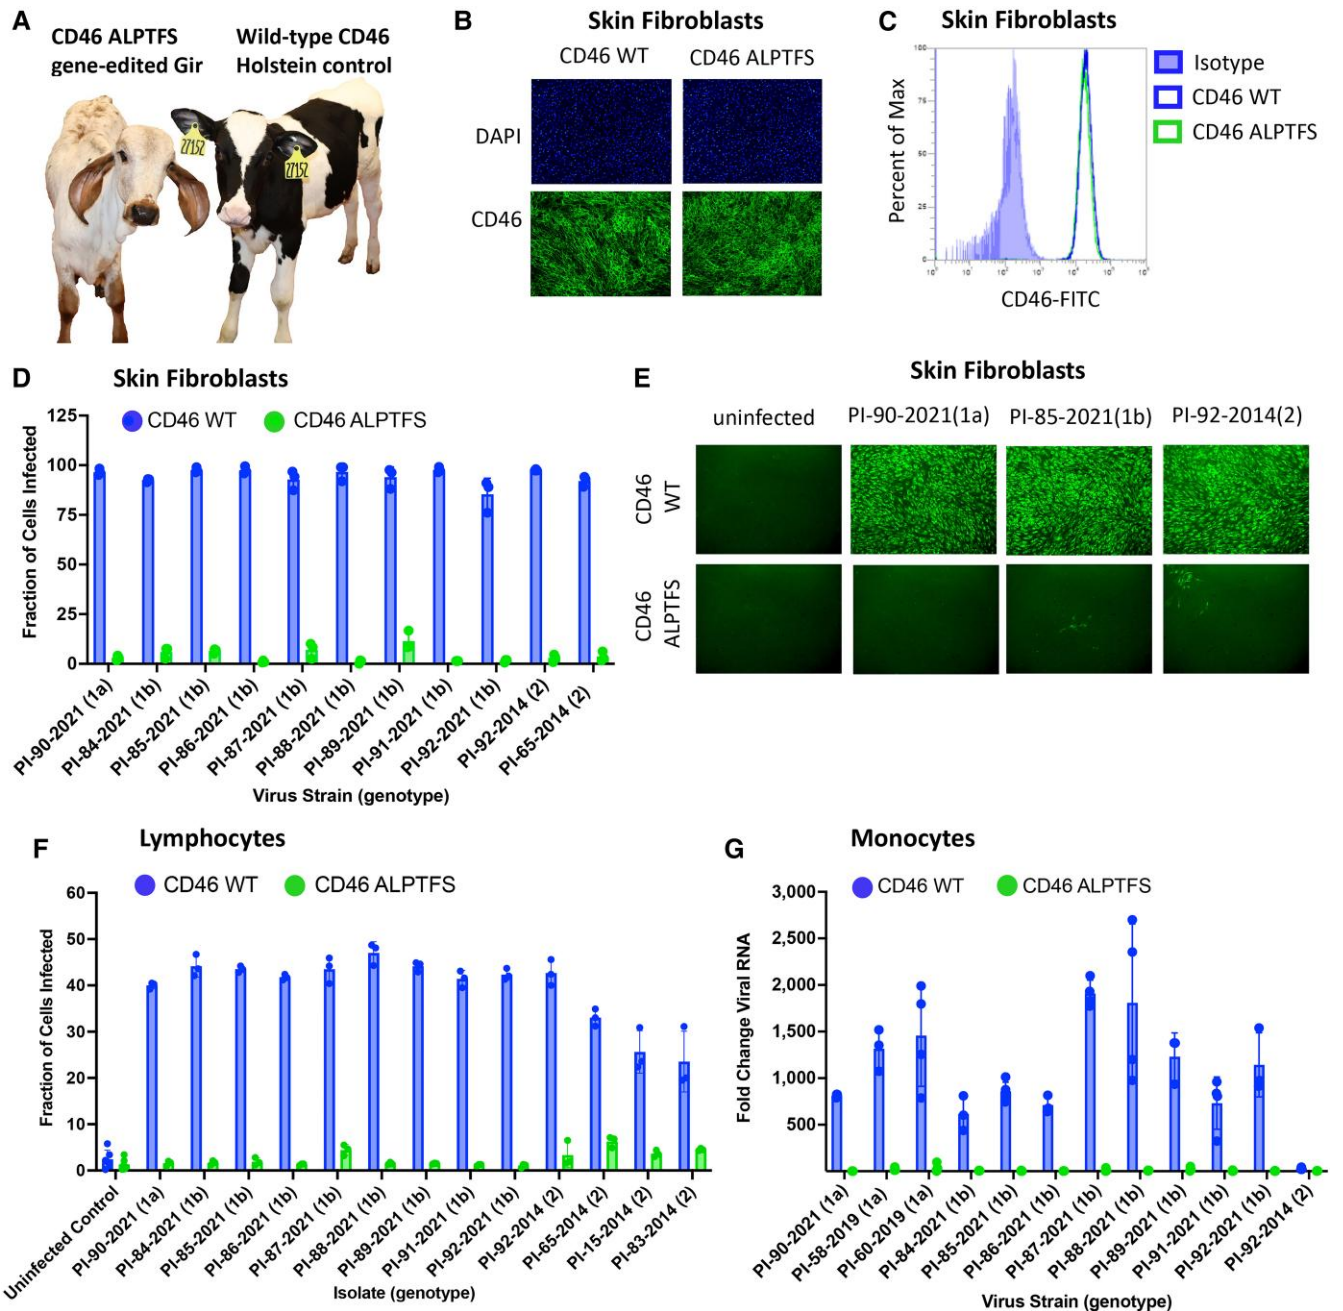 A
CD46 ALPTFS
gene-edited Gir
Wild-type CD46
Holstein control
27152
27152
B
Skin Fibroblasts
CD46 WT
CD46 ALPTFS
DAPI
CD46
C
Skin Fibroblasts
Percent of Max
100
75
50
25
0
CD46-FITC
Isotype
CD46 WT
CD46 ALPTFS
D
Skin Fibroblasts
CD46 WT
CD46 ALPTFS
Fraction of Cells Infected
125
100
75
50
25
0
PI-90-2021 (1a)
PI-84-2021 (1b)
PI-85-2021 (1b)
PI-86-2021 (1b)
PI-87-2021 (1b)
PI-88-2021 (1b)
PI-89-2021 (1b)
PI-91-2021 (1b)
PI-92-2021 (1b)
PI-92-2014 (2)
PI-65-2014 (2)
Virus Strain (genotype)
E
Skin Fibroblasts
uninfected
PI-90-2021(1a)
PI-85-2021(1b)
PI-92-2014(2)
CD46
WT
CD46
ALPTFS
F
Lymphocytes
CD46 WT
CD46 ALPTFS
Fraction of Cells Infected
60
50
40
30
20
10
0
Uninfected Control
PI-90-2021 (1a)
PI-84-2021 (1b)
PI-85-2021 (1b)
PI-86-2021 (1b)
PI-87-2021 (1b)
PI-88-2021 (1b)
PI-89-2021 (1b)
PI-91-2021 (1b)
PI-92-2021 (1b)
PI-92-2014 (2)
PI-65-2014 (2)
PI-15-2014 (2)
PI-83-2014 (2)
Isolate (genotype)
G
Monocytes
CD46 WT
CD46 ALPTFS
Fold Change Viral RNA
3,000
2,500
2,000
1,500
1,000
500
PI-90-2021 (1a)
PI-58-2019 (1a)
PI-60-2019 (1a)
PI-84-2021 (1b)
PI-85-2021 (1b)
PI-86-2021 (1b)
PI-87-2021 (1b)
PI-88-2021 (1b)
PI-89-2021 (1b)
PI-91-2021 (1b)
PI-92-2021 (1b)
PI-92-2014 (2)
Virus Strain (genotype)